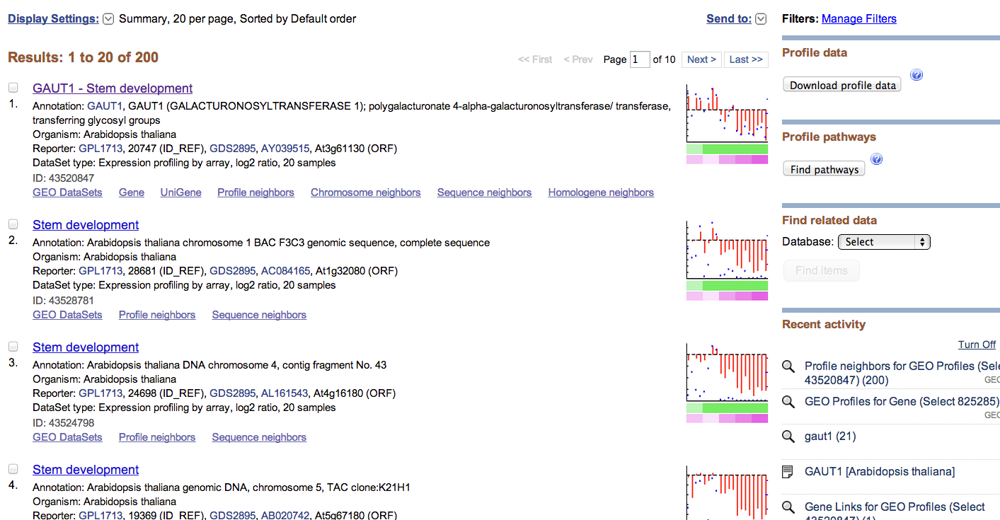 Display Settings: Summary, 20 per page, Sorted by Default order
Send to:
Results: 1 to 20 of 200
<< First < Prev Page 1 of 10 Next > Last >>
GAUT1 - Stem development
1. Annotation: GAUT1, GAUT1 (GALACTURONOSYLTRANSFERASE 1); polygalacturonate 4-alpha-galacturonosyltransferase/ transferase,
transferring glycosyl groups
Organism: Arabidopsis thaliana
Reporter: GPL1713, 20747 (ID_REF), GDS2895, AY039515, At3g61130 (ORF)
DataSet type: Expression profiling by array, log2 ratio, 20 samples
ID: 43520847
GEO DataSets Gene UniGene Profile neighbors Chromosome neighbors Sequence neighbors Homologene neighbors
Stem development
2. Annotation: Arabidopsis thaliana chromosome 1 BAC F3C3 genomic sequence, complete sequence
Organism: Arabidopsis thaliana
Reporter: GPL1713, 28681 (ID_REF), GDS2895, AC084165, At1g32080 (ORF)
DataSet type: Expression profiling by array, log2 ratio, 20 samples
ID: 43528781
GEO DataSets Profile neighbors Sequence neighbors
Stem development
3. Annotation: Arabidopsis thaliana DNA chromosome 4, contig fragment No. 43
Organism: Arabidopsis thaliana
Reporter: GPL1713, 24698 (ID_REF), GDS2895, AL161543, At4g16180 (ORF)
DataSet type: Expression profiling by array, log2 ratio, 20 samples
ID: 43524798
GEO DataSets Profile neighbors Sequence neighbors
Stem development
4. Annotation: Arabidopsis thaliana genomic DNA, chromosome 5, TAC clone:K21H1
Organism: Arabidopsis thaliana
Reporter: GPL1713, 19369 (ID_REF), GDS2895, AB020742, At5g67180 (ORF)
Filters: Manage Filters
Profile data
Download profile data ?
Profile pathways
Find pathways ?
Find related data
Database: Select
Find items
Recent activity
Turn Off
Profile neighbors for GEO Profiles (Sele
43520847) (200)
GEO
GEO Profiles for Gene (Select 825285)
GEO
gaut1 (21)
GAUT1 [Arabidopsis thaliana]
Gene Links for GEO Profiles (Select
43520847) (1)